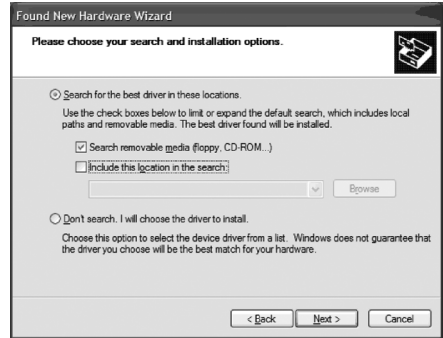 Found New Hardware Wizard
Please choose your search and installation options.
Search for the best driver in these locations.
Use the check boxes below to limit or expand the default search, which includes local
paths and removable media. The best driver found will be installed.
Search removable media (floppy, CD-ROM...)
Include this location in the search:
Browse
Don't search. I will choose the driver to install.
Choose this option to select the device driver from a list. Windows does not guarantee that
the driver you choose will be the best match for your hardware.
< Back Next > Cancel